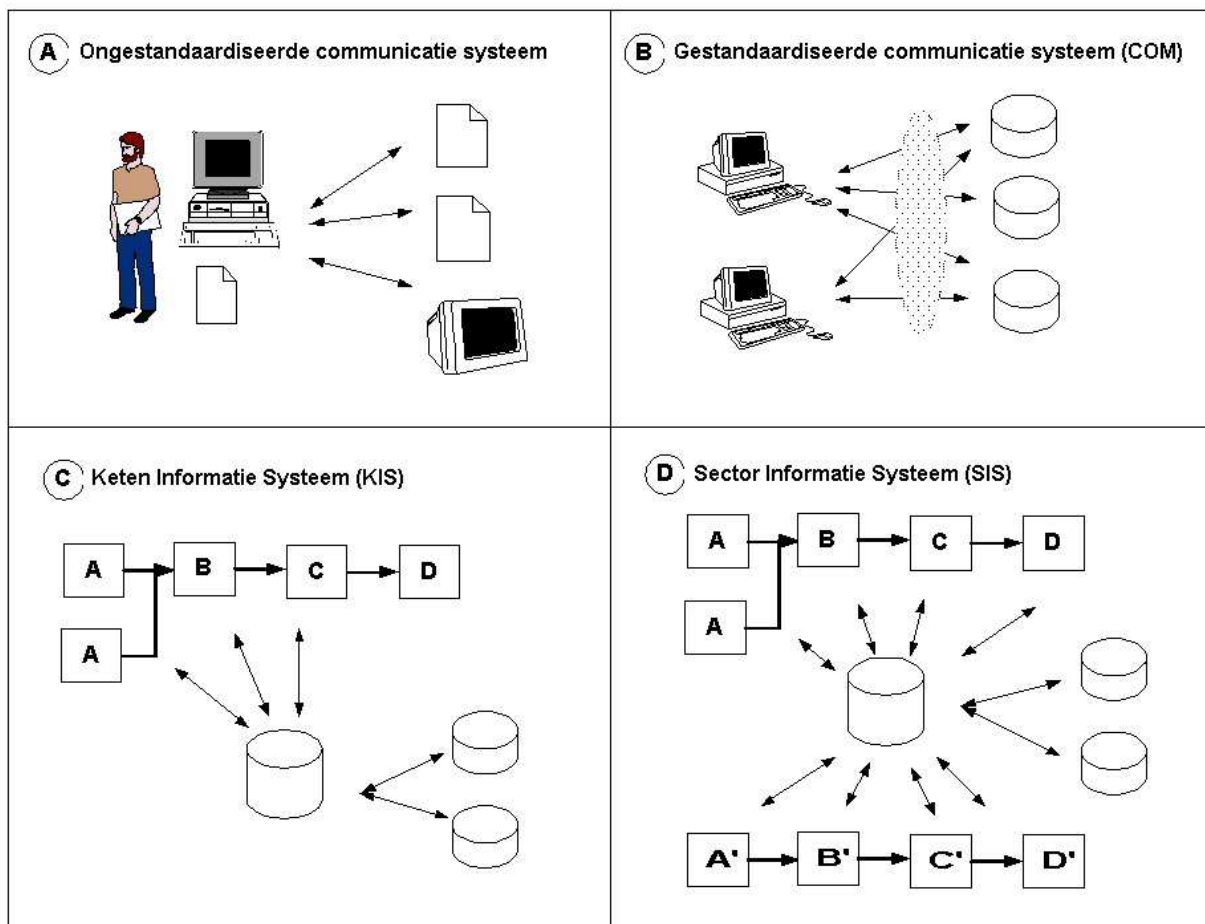 A Ongestandaardiseerde communicatie systeem
B Gestandaardiseerde communicatie systeem (COM)
C Keten Informatie Systeem (KIS)
A B C D
A
D Sector Informatie Systeem (SIS)
A B C D
A
A' B' C' D'